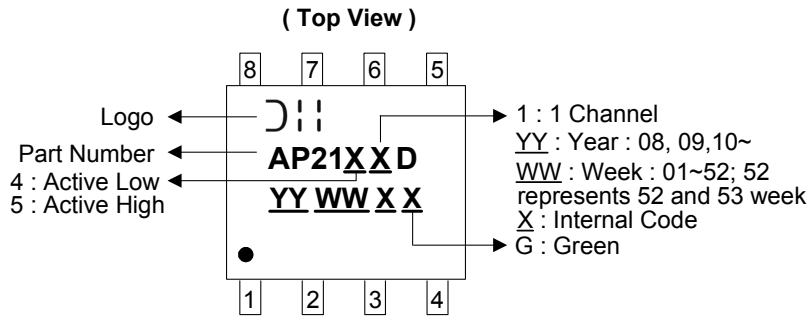 ( Top View )
8 7 6 5
Logo
Part Number
4 : Active Low
5 : Active High
AP21XXD
YY WW X X
1 : 1 Channel
YY : Year : 08, 09,10~
WW : Week : 01~52; 52
represents 52 and 53 week
X : Internal Code
G : Green
1 2 3 4